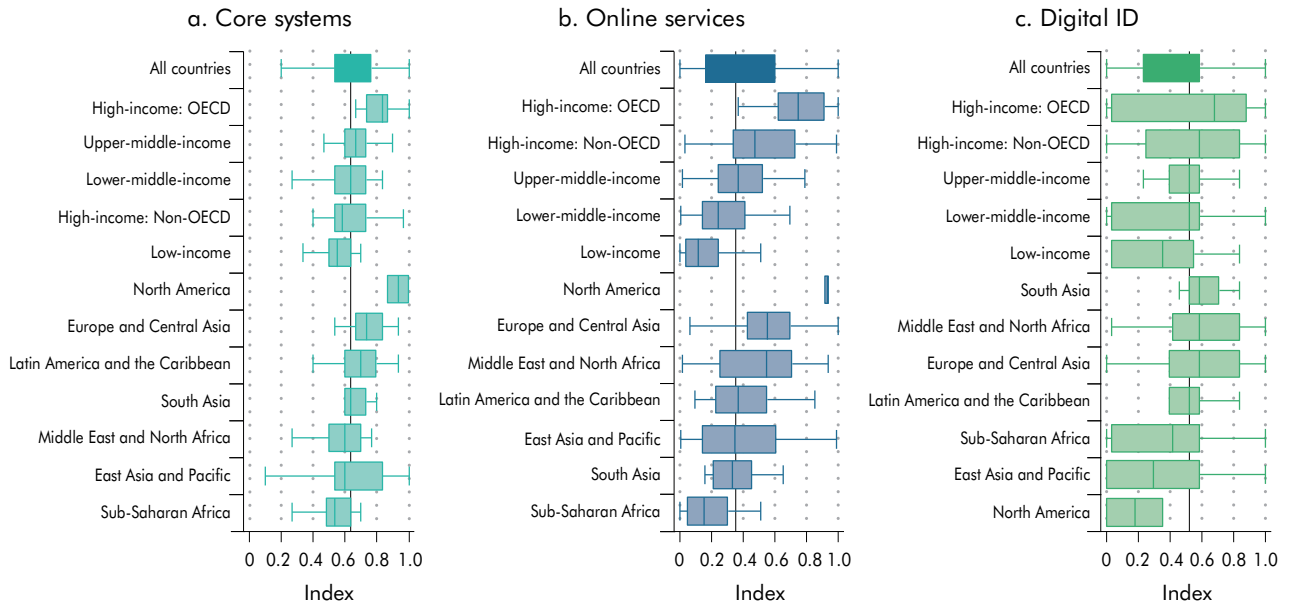 a. Core systems
All countries
High-income: OECD
Upper-middle-income
Lower-middle-income
High-income: Non-OECD
Low-income
North America
Europe and Central Asia
Latin America and the Caribbean
South Asia
Middle East and North Africa
East Asia and Pacific
Sub-Saharan Africa
0 0.2 0.4 0.6 0.8 1.0
Index
b. Online services
All countries
High-income: OECD
High-income: Non-OECD
Upper-middle-income
Lower-middle-income
Low-income
North America
Europe and Central Asia
Middle East and North Africa
Latin America and the Caribbean
East Asia and Pacific
South Asia
Sub-Saharan Africa
0 0.2 0.4 0.6 0.8 1.0
Index
c. Digital ID
All countries
High-income: OECD
High-income: Non-OECD
Upper-middle-income
Lower-middle-income
Low-income
South Asia
Middle East and North Africa
Europe and Central Asia
Latin America and the Caribbean
Sub-Saharan Africa
East Asia and Pacific
North America
0 0.2 0.4 0.6 0.8 1.0
Index